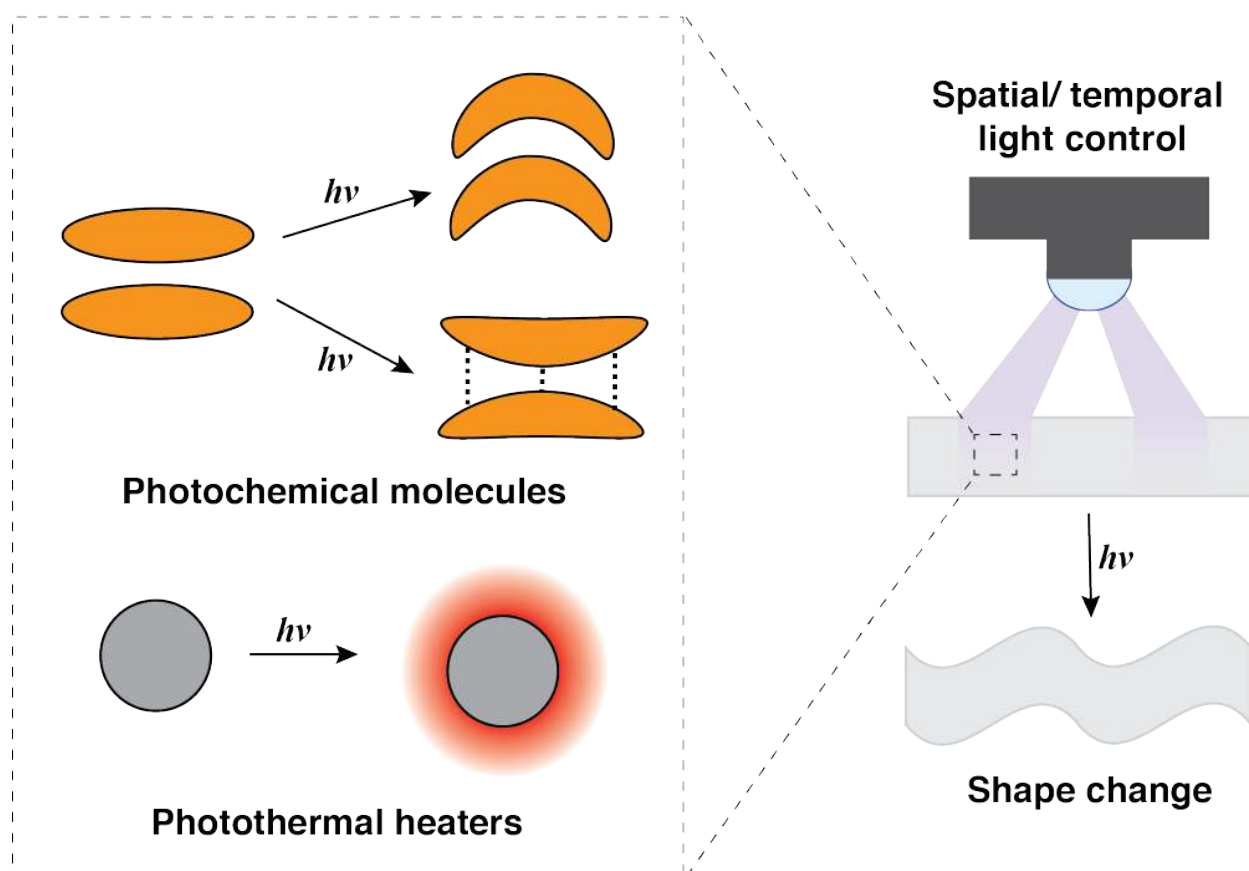 hν
hν
Photochemical molecules
hν
Photothermal heaters
Spatial/ temporal
light control
hν
Shape change